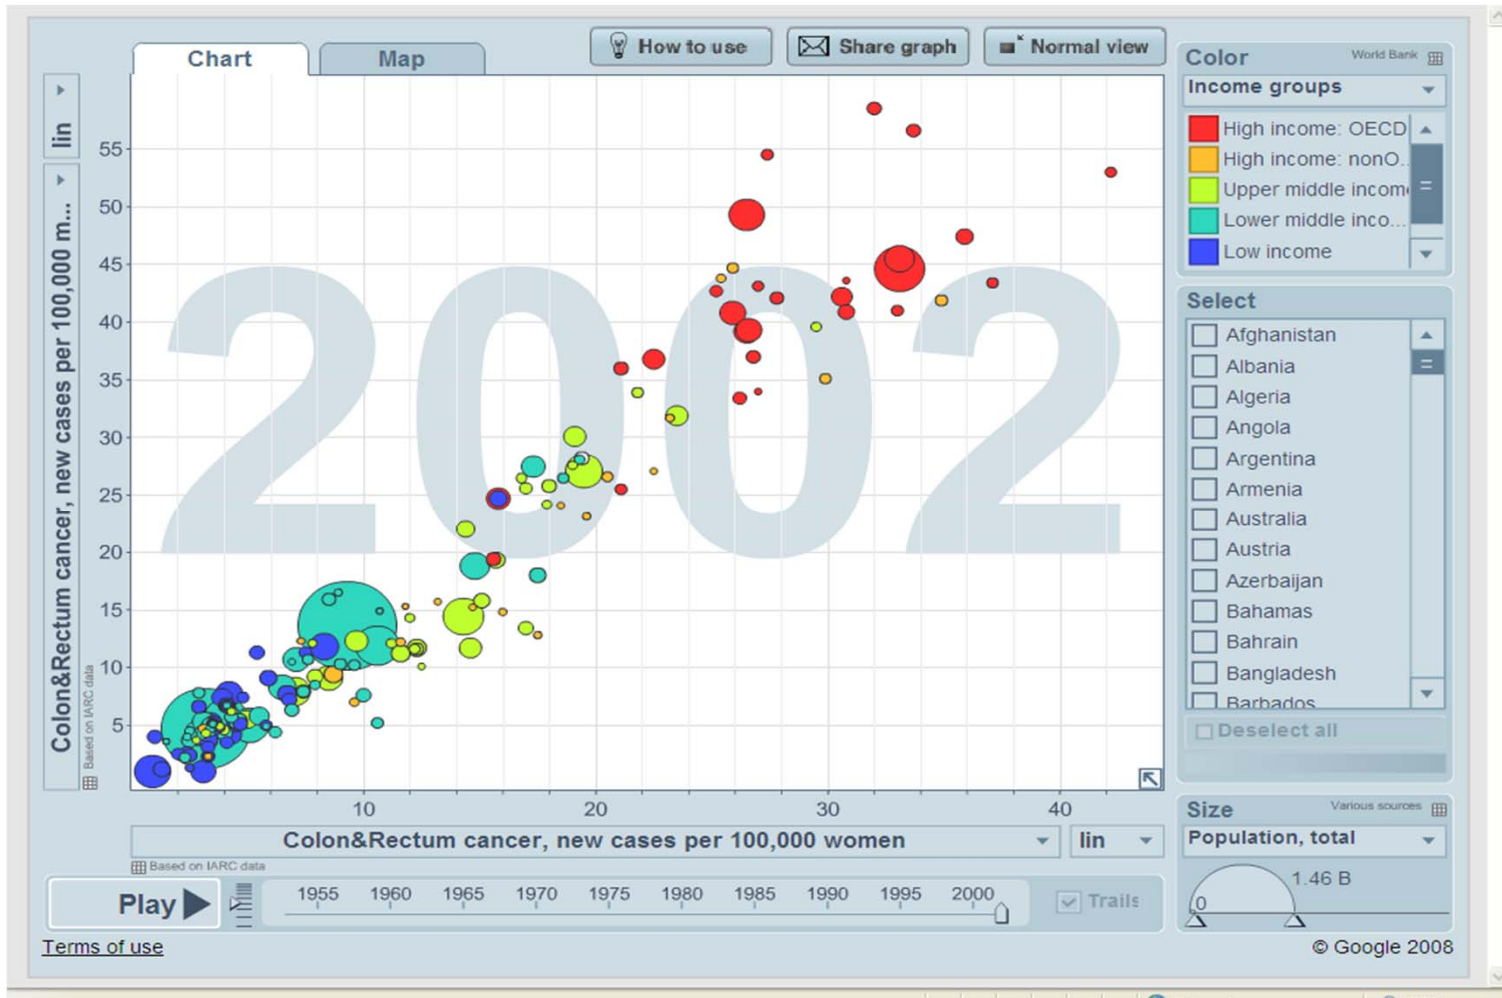 Chart
Map
How to use
Share graph
Normal view
Color
World Bank
Income groups
High income: OECD
High income: nonO...
Upper middle income
Lower middle inco...
Low income
Select
Afghanistan
Albania
Algeria
Angola
Argentina
Armenia
Australia
Austria
Azerbaijan
Bahamas
Bahrain
Bangladesh
Barbados
Deselect all
Size
Various sources
Population, total
1.46 B
0
lin
Colon&Rectum cancer, new cases per 100,000 m...
Based on IARC data
55
50
45
40
35
30
25
20
15
10
5
2002
10 20 30 40
Colon&Rectum cancer, new cases per 100,000 women
lin
Based on IARC data
Play
1955 1960 1965 1970 1975 1980 1985 1990 1995 2000
Trails
Terms of use
© Google 2008